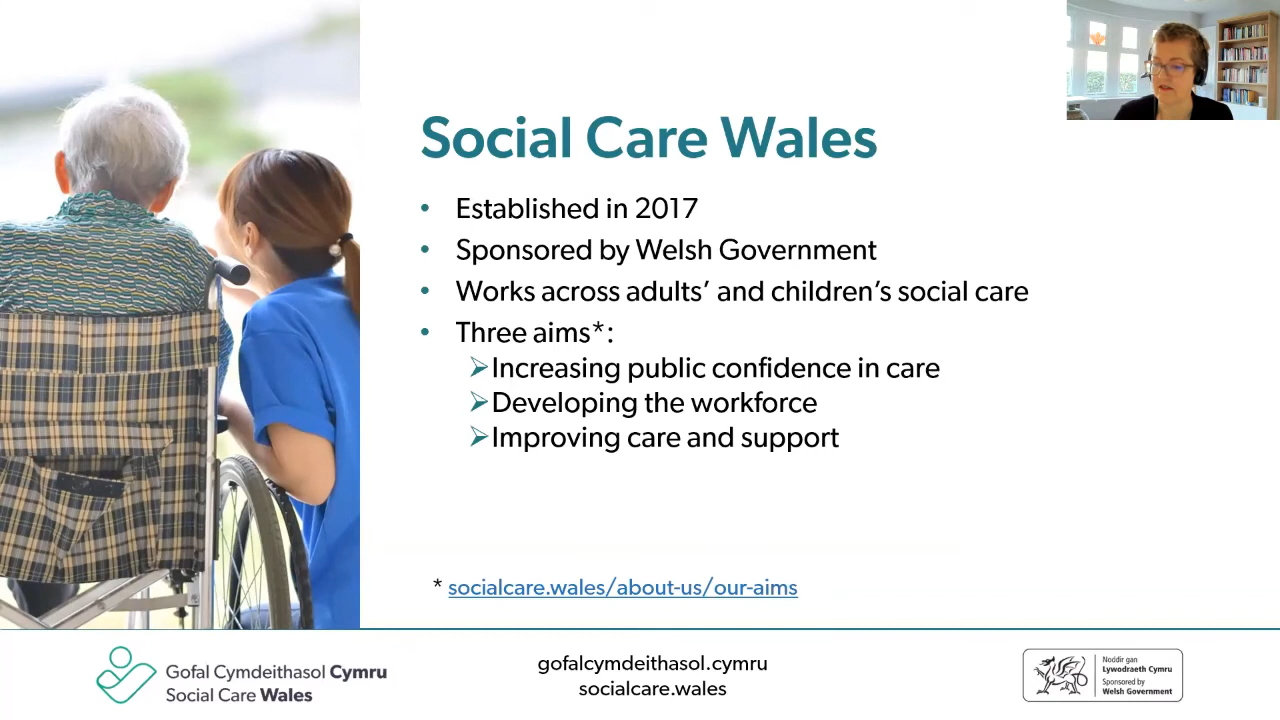 Social Care Wales
• Established in 2017
• Sponsored by Welsh Government
• Works across adults’ and children’s social care
• Three aims*:
➢Increasing public confidence in care
➢Developing the workforce
➢Improving care and support
* socialcare.wales/about-us/our-aims
Gofal Cymdeithasol Cymru
Social Care Wales
gofalcymdeithasol.cymru
socialcare.wales
Noddir gan
Lywodraeth Cymru
Sponsored by
Welsh Government